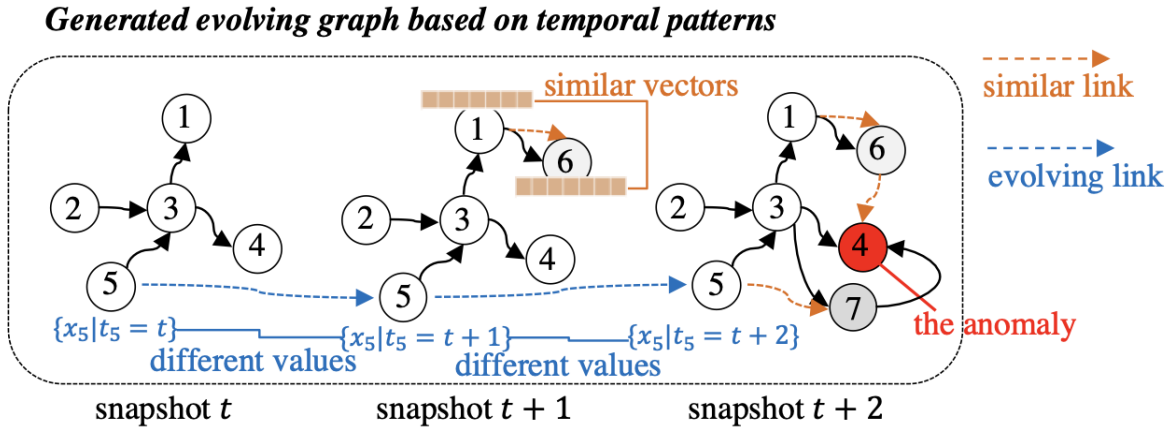 Generated evolving graph based on temporal patterns
similar vectors
similar link
evolving link
1
2
3
4
5
1
6
2
3
4
5
1
6
2
3
4
5
7
the anomaly
{x₅|t₅ = t}
{x₅|t₅ = t + 1}
{x₅|t₅ = t + 2}
different values
different values
snapshot t
snapshot t + 1
snapshot t + 2